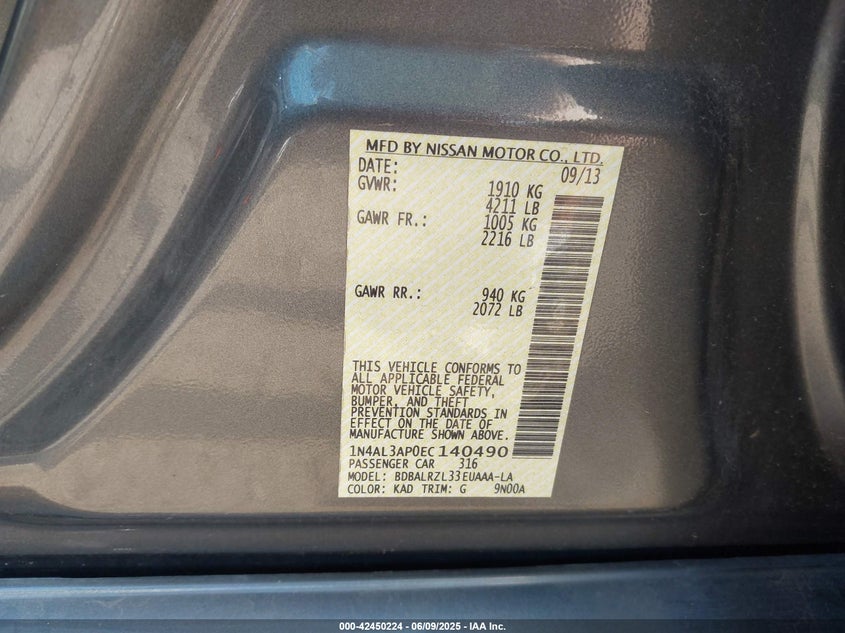 MFD BY NISSAN MOTOR CO., LTD.
DATE: 09/13
GVWR: 1910 KG
4211 LB
GAWR FR.: 1005 KG
2216 LB
GAWR RR.: 940 KG
2072 LB
THIS VEHICLE CONFORMS TO
ALL APPLICABLE FEDERAL
MOTOR VEHICLE SAFETY,
BUMPER, AND THEFT
PREVENTION STANDARDS IN
EFFECT ON THE DATE OF
MANUFACTURE SHOWN ABOVE.
1N4AL3AP0EC140490
PASSENGER CAR 316
MODEL: BDBALRZL33EUAAA-LA
COLOR: KAD TRIM: G 9N00A
000-42450224 | 06/09/2025 - IAA Inc.